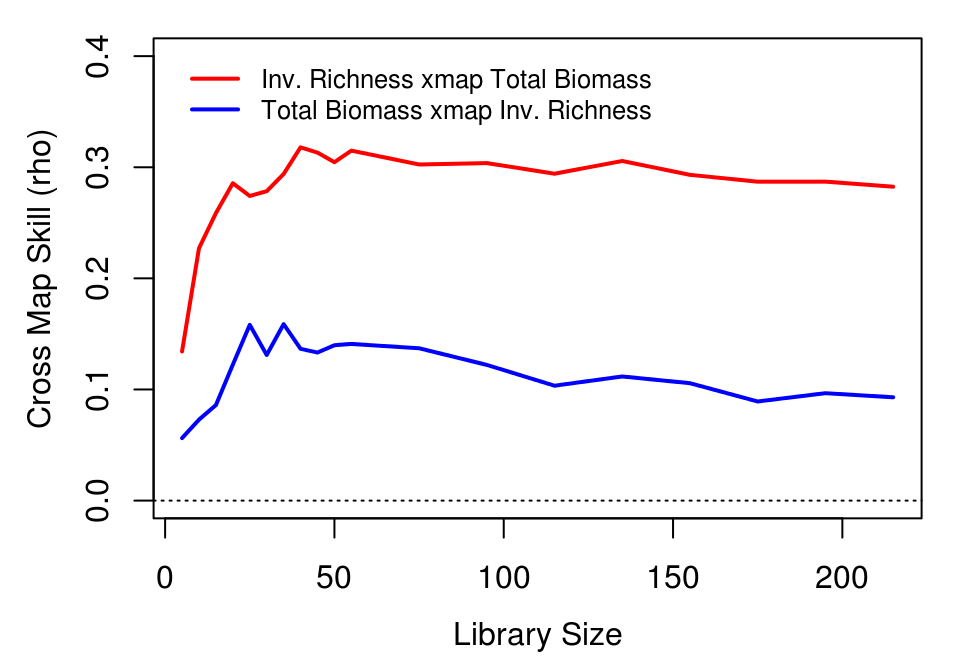 Inv. Richness xmap Total Biomass
Total Biomass xmap Inv. Richness
Cross Map Skill (rho)
0.4
0.3
0.2
0.1
0.0
0 50 100 150 200
Library Size